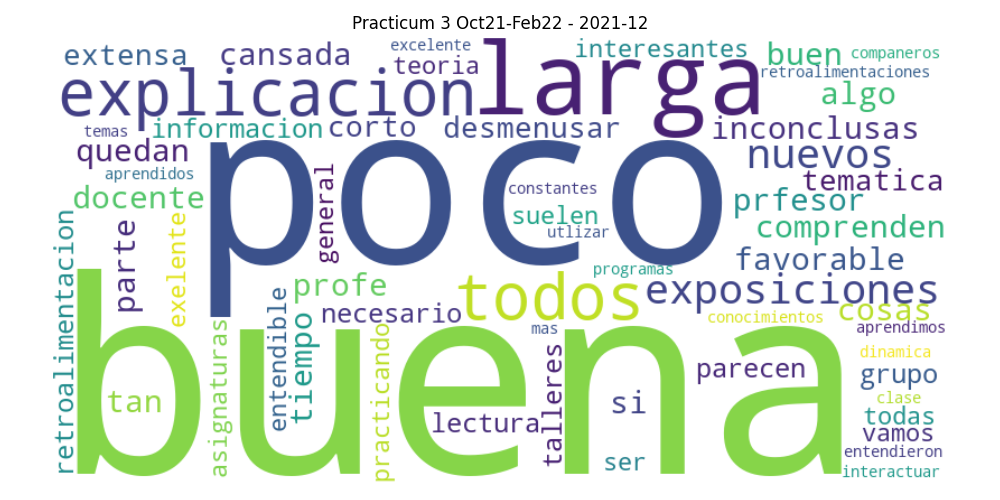 Practicum 3 Oct21-Feb22 - 2021-12
extensa
cansada
excelente
teoria
larga
interesantes
buen
companeros
retroalimentaciones
explicacion
algo
temas
informacion
corto
desmenusar
inconclusas
quedan
poco
nuevos
aprendidos
general
constantes
tematica
docente
suelen
prfesor
utlizar
comprenden
retroalimentacion
parte
exelente
favorable
programas
profe
todos
exposiciones
buena
entendible
tiempo
necesario
conocimientos
cosas
mas
aprendimos
asignaturas
practicando
talleres
dinamica
parecen
grupo
tan
si
clase
lectura
todas
vamos
ser
entendieron
interactuar